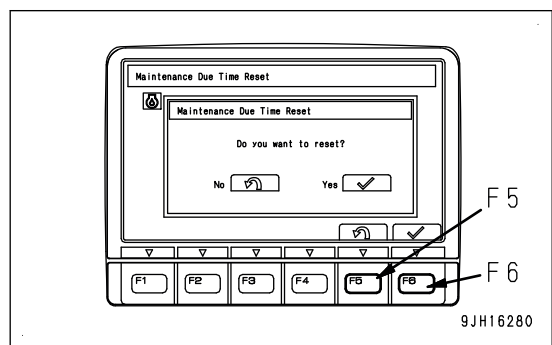 Maintenance Due Time Reset
Maintenance Due Time Reset
Do you want to reset?
No Yes
F1 F2 F3 F4 F5 F6
F5
F6
9JH16280